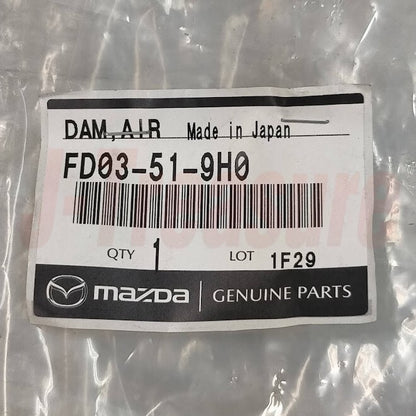 DAM,AIR Made in Japan
FD03-51-9H0
QTY 1 LOT 1F29
mazda GENUINE PARTS